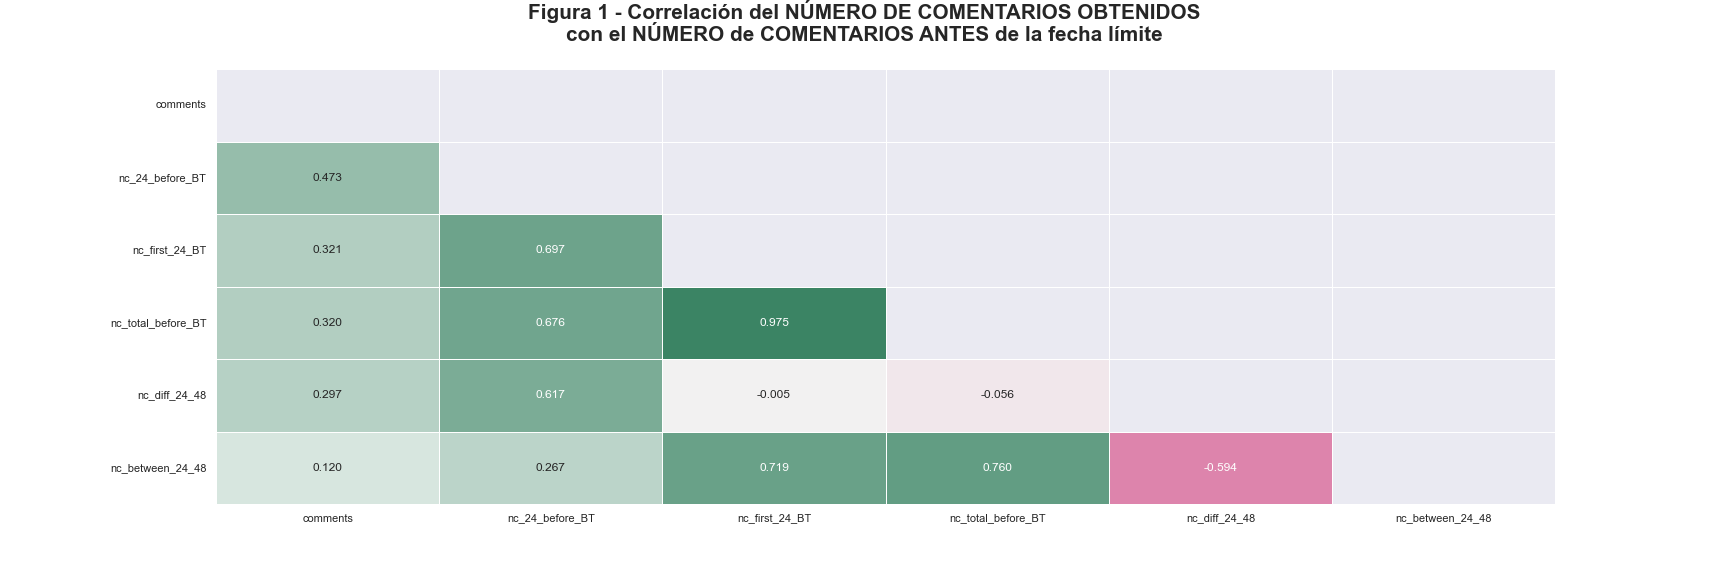 Figura 1 - Correlación del NÚMERO DE COMENTARIOS OBTENIDOS
con el NÚMERO de COMENTARIOS ANTES de la fecha límite
comments
nc_24_before_BT 0.473
nc_first_24_BT 0.321 0.697
nc_total_before_BT 0.320 0.676 0.975
nc_diff_24_48 0.297 0.617 -0.005 -0.056
nc_between_24_48 0.120 0.267 0.719 0.760 -0.594
comments nc_24_before_BT nc_first_24_BT nc_total_before_BT nc_diff_24_48 nc_between_24_48